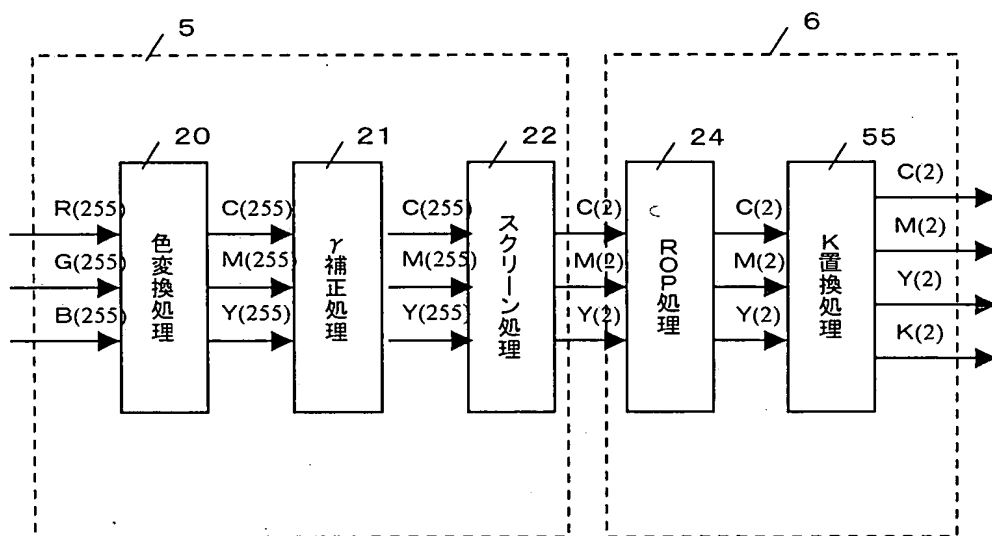 5
6
20
21
22
24
55
R(255)
G(255)
B(255)
色変換処理
C(255)
M(255)
Y(255)
γ補正処理
C(255)
M(255)
Y(255)
スクリーン処理
C(2)
M(2)
Y(2)
ROP処理
C(2)
M(2)
Y(2)
K置換処理
C(2)
M(2)
Y(2)
K(2)